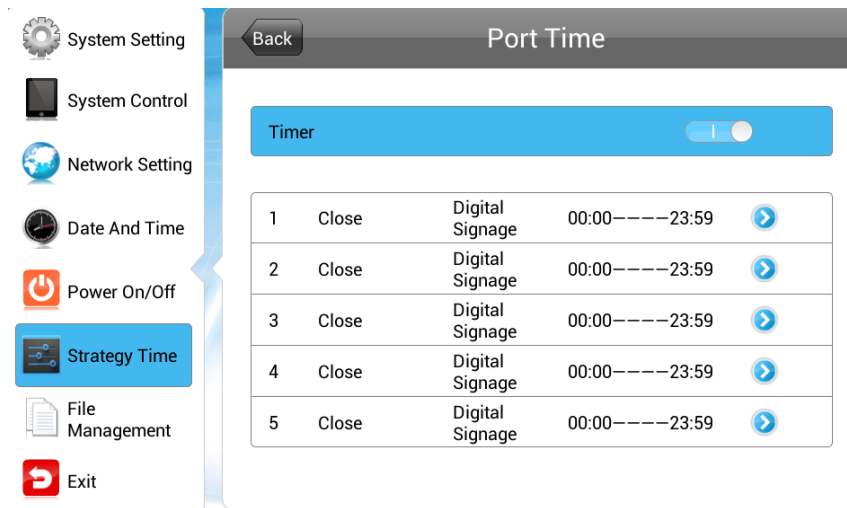 System Setting
System Control
Network Setting
Date And Time
Power On/Off
Strategy Time
File
Management
Exit
Back
Port Time
Timer
1 Close Digital Signage 00:00----23:59
2 Close Digital Signage 00:00----23:59
3 Close Digital Signage 00:00----23:59
4 Close Digital Signage 00:00----23:59
5 Close Digital Signage 00:00----23:59